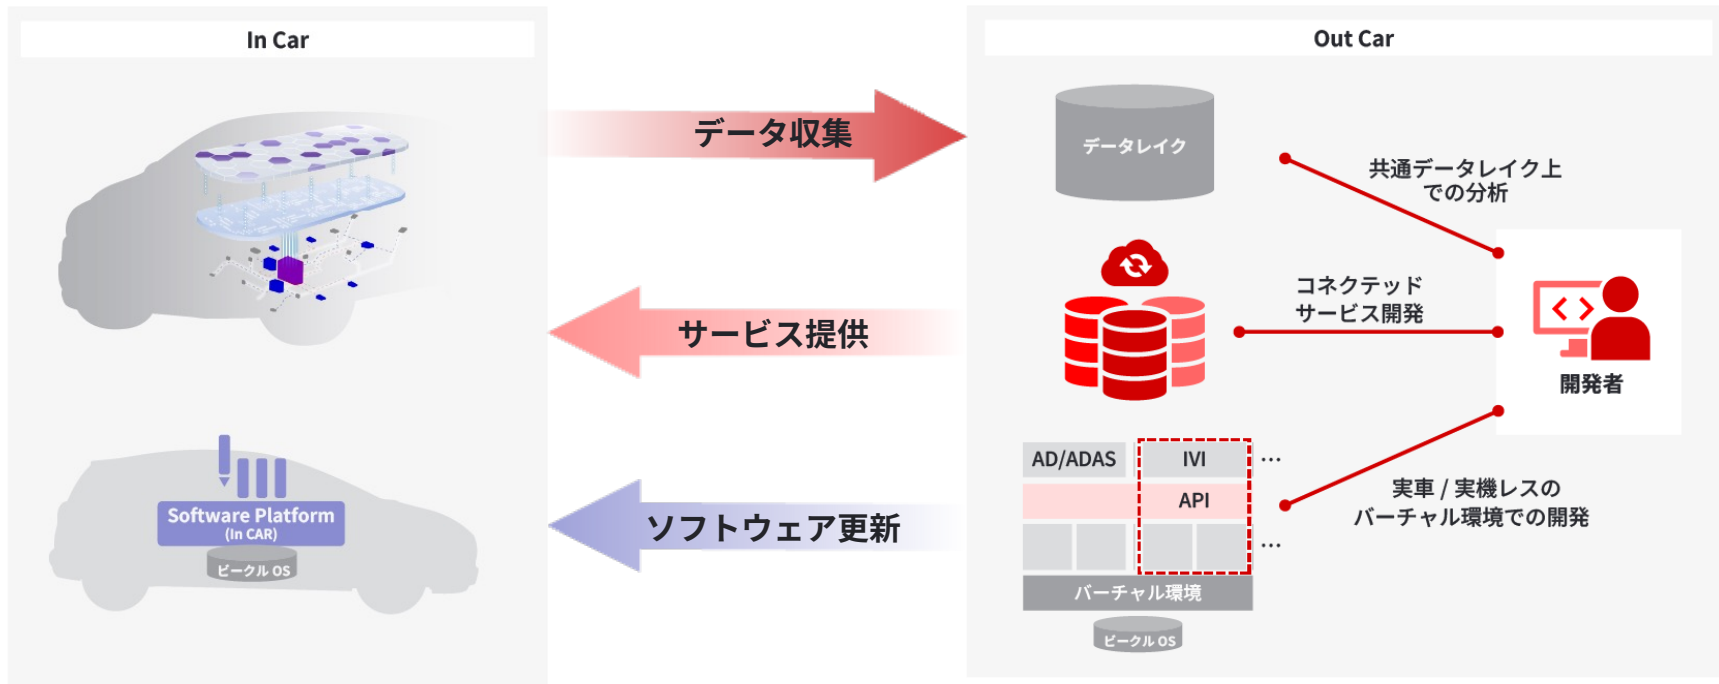 In Car
Software Platform
(In CAR)
ビークル OS
データ収集
サービス提供
ソフトウェア更新
Out Car
データレイク
共通データレイク上
での分析
コネクテッド
サービス開発
開発者
AD/ADAS
IVI
…
API
…
バーチャル環境
ビークル OS
実車 / 実機レスの
バーチャル環境での開発